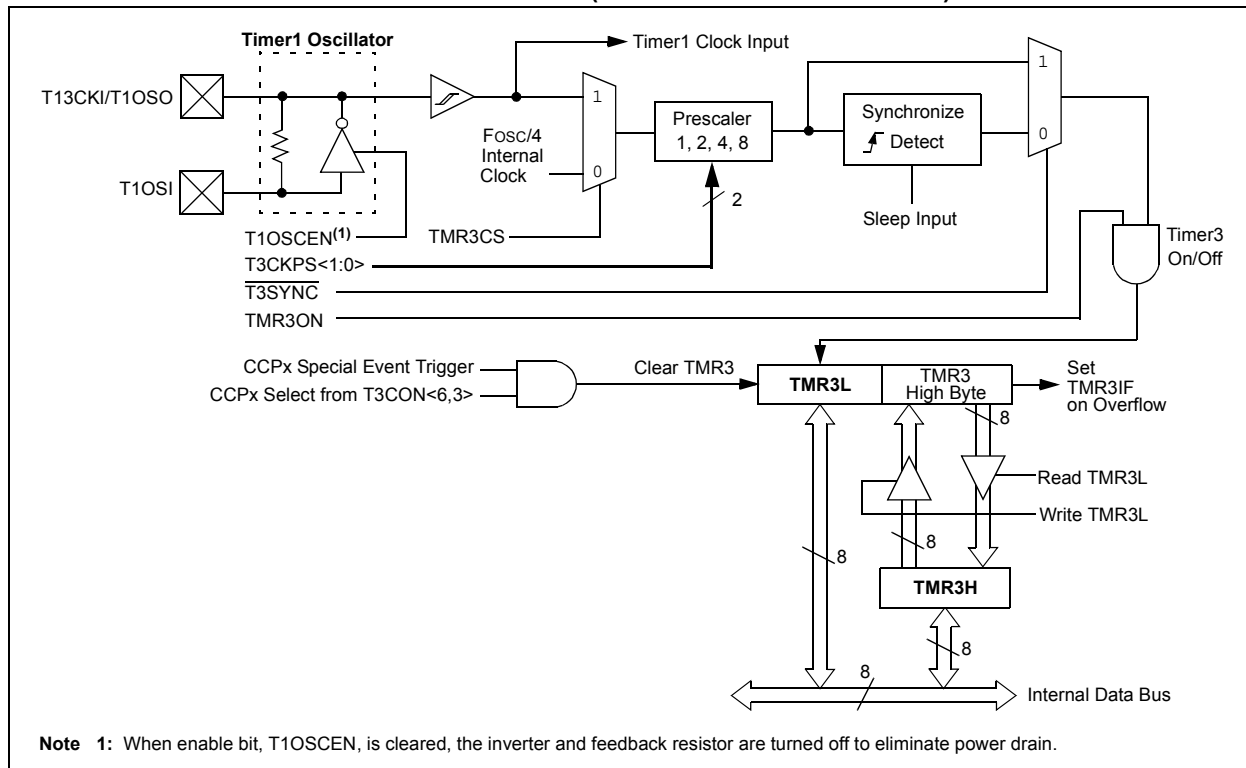 Timer1 Oscillator
Timer1 Clock Input
1
T13CKI/T1OSO
1
Prescaler
1, 2, 4, 8
Synchronize
Detect
FOSC/4
Internal
Clock
0
0
T1OSI
2
Sleep Input
T1OSCEN(1)
TMR3CS
Timer3
On/Off
T3CKPS<1:0>
T3SYNC
TMR3ON
CCPx Special Event Trigger
CCPx Select from T3CON<6,3>
Clear TMR3
TMR3L
TMR3
High Byte
Set
TMR3IF
on Overflow
8
Read TMR3L
Write TMR3L
8
8
TMR3H
8
8
Internal Data Bus
Note 1: When enable bit, T1OSCEN, is cleared, the inverter and feedback resistor are turned off to eliminate power drain.